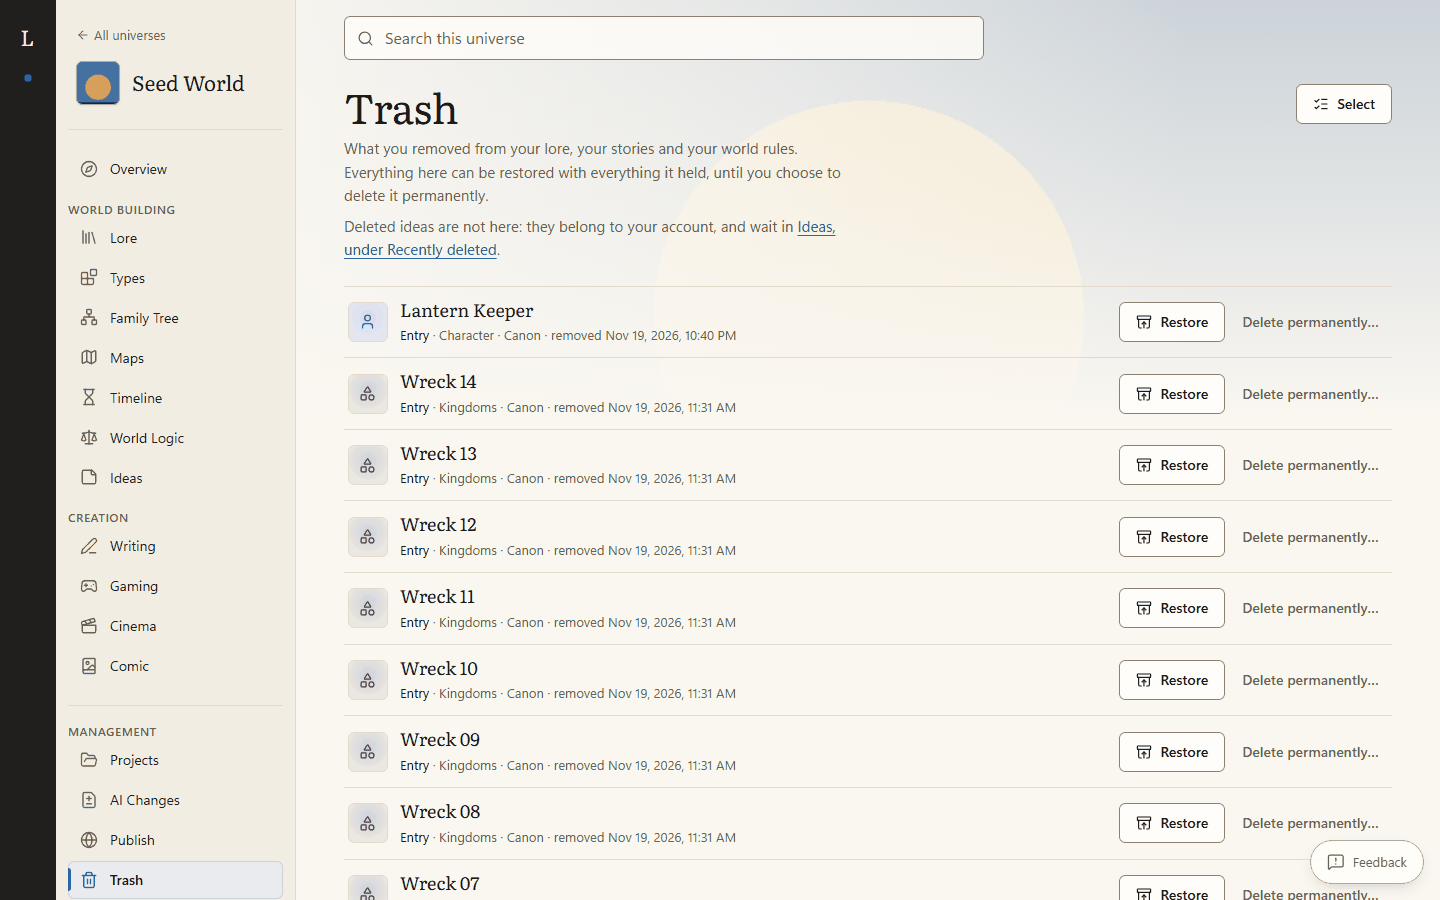 L
All universes
Seed World
Overview
WORLD BUILDING
Lore
Types
Family Tree
Maps
Timeline
World Logic
Ideas
CREATION
Writing
Gaming
Cinema
Comic
MANAGEMENT
Projects
AI Changes
Publish
Trash
Search this universe
Trash
Select
What you removed from your lore, your stories and your world rules.
Everything here can be restored with everything it held, until you choose to
delete it permanently.
Deleted ideas are not here: they belong to your account, and wait in Ideas,
under Recently deleted.
Lantern Keeper
Entry · Character · Canon · removed Nov 19, 2026, 10:40 PM
Restore
Delete permanently...
Wreck 14
Entry · Kingdoms · Canon · removed Nov 19, 2026, 11:31 AM
Restore
Delete permanently...
Wreck 13
Entry · Kingdoms · Canon · removed Nov 19, 2026, 11:31 AM
Restore
Delete permanently...
Wreck 12
Entry · Kingdoms · Canon · removed Nov 19, 2026, 11:31 AM
Restore
Delete permanently...
Wreck 11
Entry · Kingdoms · Canon · removed Nov 19, 2026, 11:31 AM
Restore
Delete permanently...
Wreck 10
Entry · Kingdoms · Canon · removed Nov 19, 2026, 11:31 AM
Restore
Delete permanently...
Wreck 09
Entry · Kingdoms · Canon · removed Nov 19, 2026, 11:31 AM
Restore
Delete permanently...
Wreck 08
Entry · Kingdoms · Canon · removed Nov 19, 2026, 11:31 AM
Restore
Delete permanently...
Wreck 07
Restore
Delete permanently...
Feedback